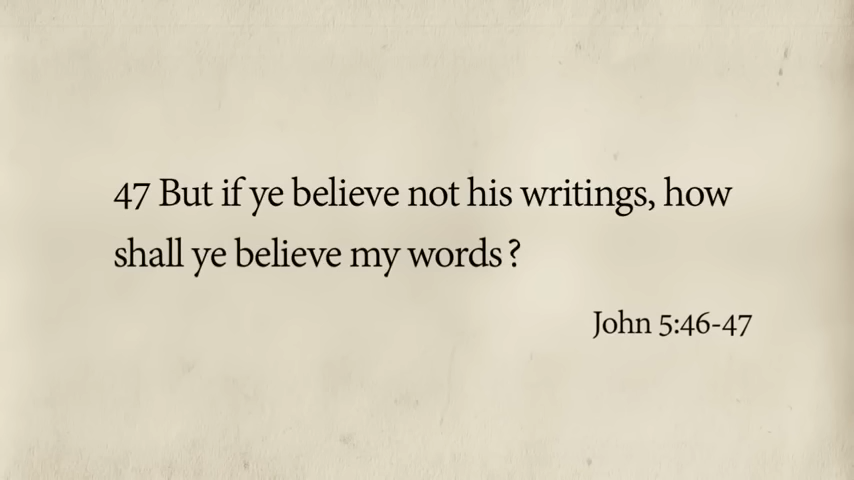 47 But if ye believe not his writings, how
shall ye believe my words?
John 5:46-47